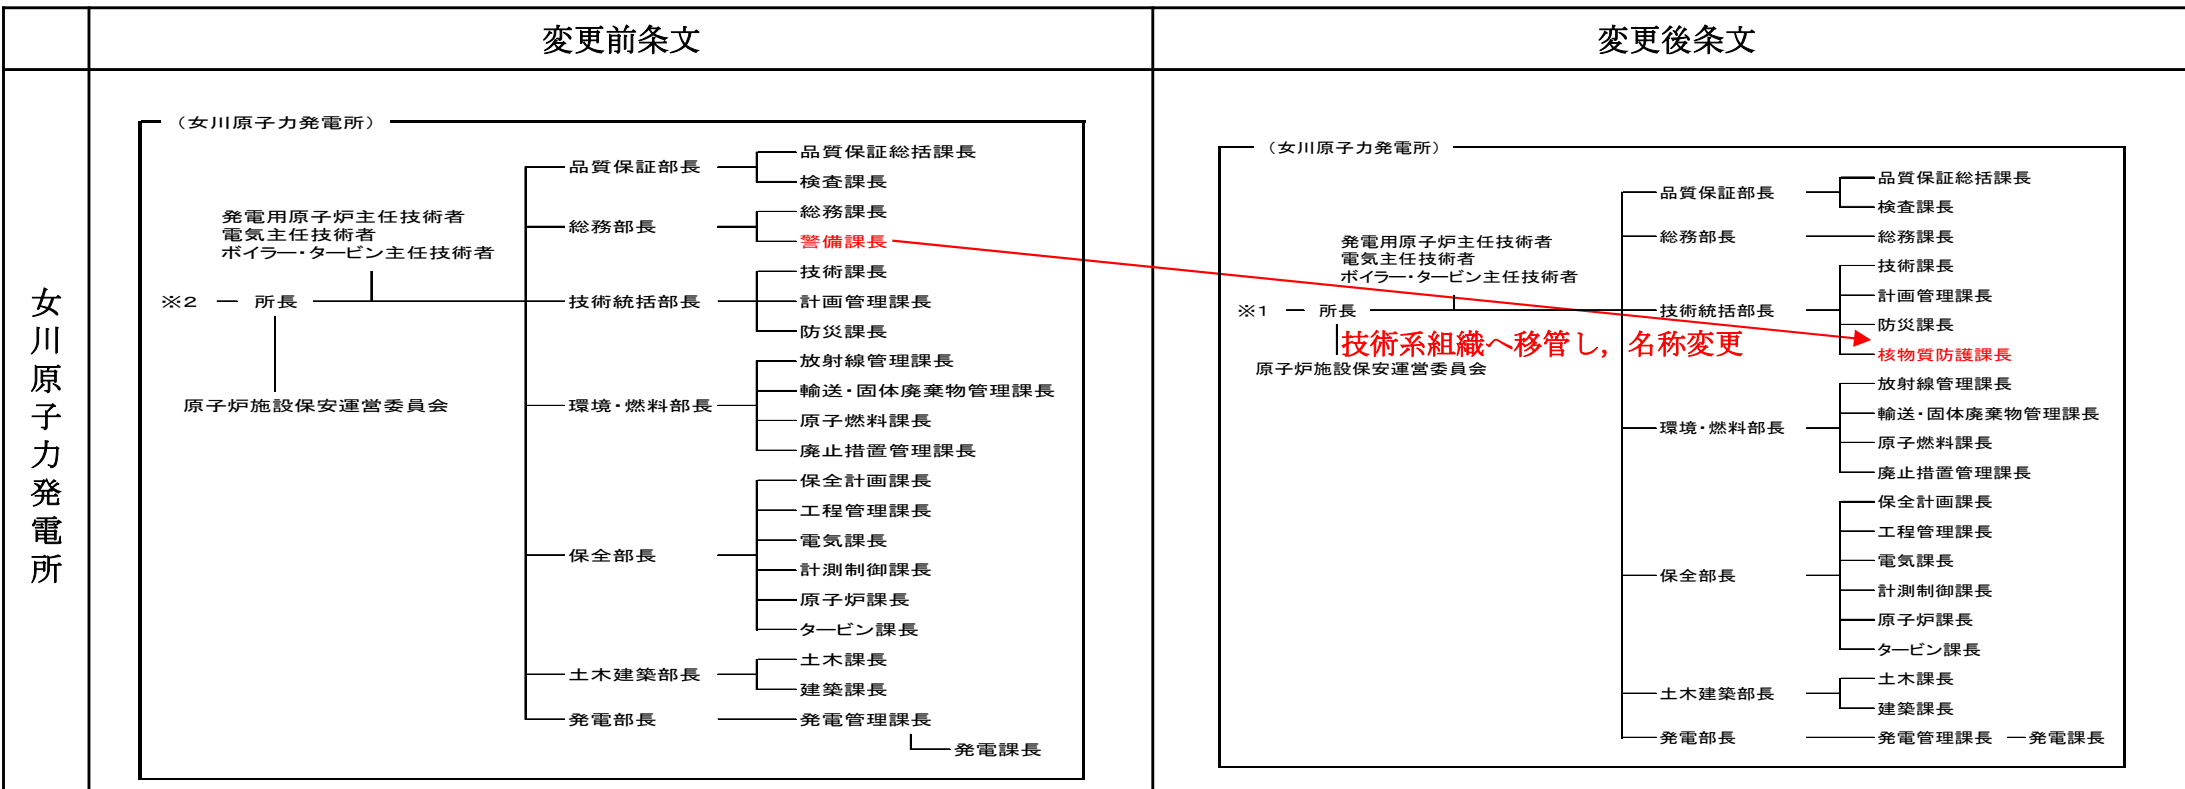 変更前条文
変更後条文
女川原子力発電所
（女川原子力発電所）
発電用原子炉主任技術者
電気主任技術者
ボイラー・タービン主任技術者
※2
所長
原子炉施設保安運営委員会
品質保証部長
品質保証総括課長
検査課長
総務部長
総務課長
警備課長
技術統括部長
技術課長
計画管理課長
防災課長
環境・燃料部長
放射線管理課長
輸送・固体廃棄物管理課長
原子燃料課長
廃止措置管理課長
保全部長
保全計画課長
工程管理課長
電気課長
計測制御課長
原子炉課長
タービン課長
土木建築部長
土木課長
建築課長
発電部長
発電管理課長
発電課長
（女川原子力発電所）
発電用原子炉主任技術者
電気主任技術者
ボイラー・タービン主任技術者
※1
所長
技術系組織へ移管し，名称変更
原子炉施設保安運営委員会
品質保証部長
品質保証総括課長
検査課長
総務部長
総務課長
技術統括部長
技術課長
計画管理課長
防災課長
核物質防護課長
環境・燃料部長
放射線管理課長
輸送・固体廃棄物管理課長
原子燃料課長
廃止措置管理課長
保全部長
保全計画課長
工程管理課長
電気課長
計測制御課長
原子炉課長
タービン課長
土木建築部長
土木課長
建築課長
発電部長
発電管理課長
発電課長